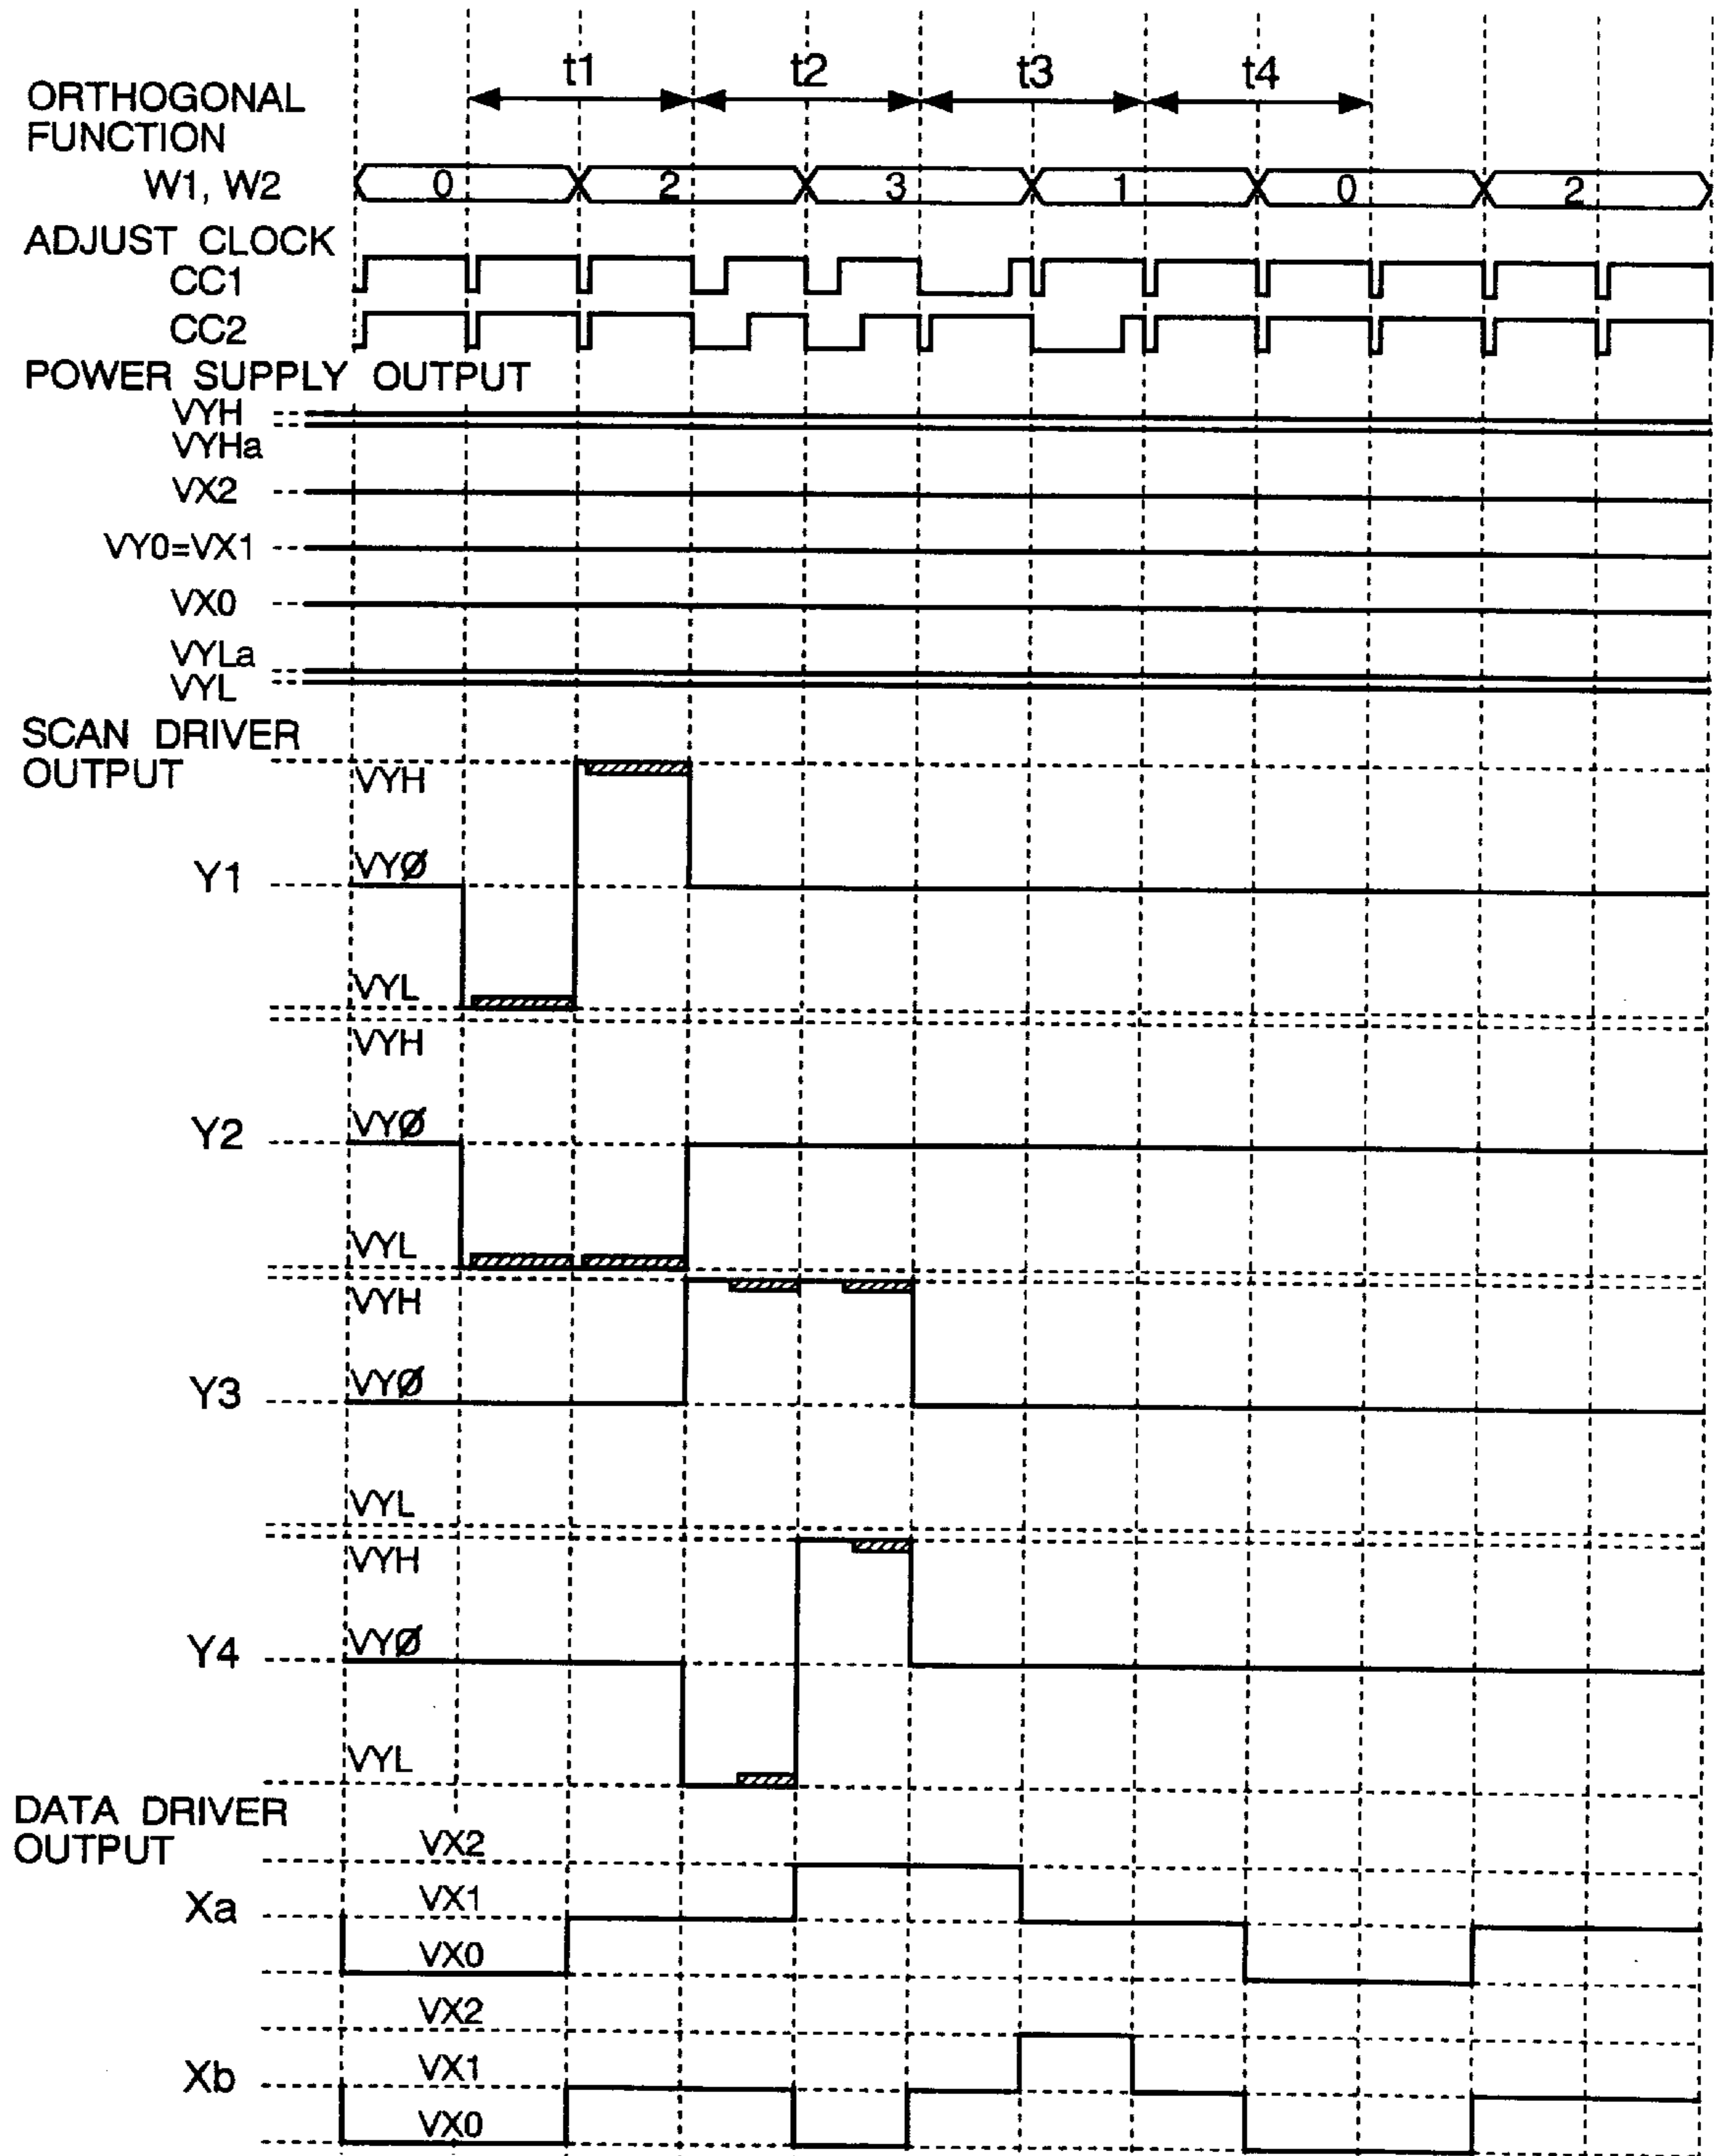 t1 t2 t3 t4
ORTHOGONAL
FUNCTION
W1, W2 0 2 3 1 0 2
ADJUST CLOCK
CC1
CC2
POWER SUPPLY OUTPUT
VYH
VYHa
VX2
VY0=VX1
VX0
VYLa
VYL
SCAN DRIVER
OUTPUT
VYH
Y1 VYØ
VYL
VYH
Y2 VYØ
VYL
VYH
Y3 VYØ
VYL
VYH
Y4 VYØ
VYL
DATA DRIVER
OUTPUT
VX2
Xa VX1
VX0
VX2
Xb VX1
VX0